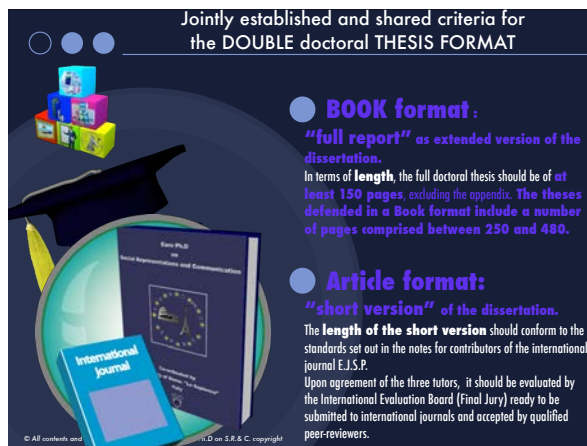 Jointly established and shared criteria for
the DOUBLE doctoral THESIS FORMAT
BOOK format:
“full report” as extended version of the
dissertation.
In terms of length, the full doctoral thesis should be of at
least 150 pages, excluding the appendix. The theses
defended in a Book format include a number
of pages comprised between 250 and 480.
Article format:
“short version” of the dissertation.
The length of the short version should conform to the
standards set out in the notes for contributors of the international
journal E.J.S.P.
Upon agreement of the three tutors, it should be evaluated by
the International Evaluation Board (Final Jury) ready to be
submitted to international journals and accepted by qualified
peer-reviewers.
Euro Ph.D
on
Social Representations and Communication
Coordinated by
Italy
International
Journal
© All contents and
n.D on S.R.& C. copyright